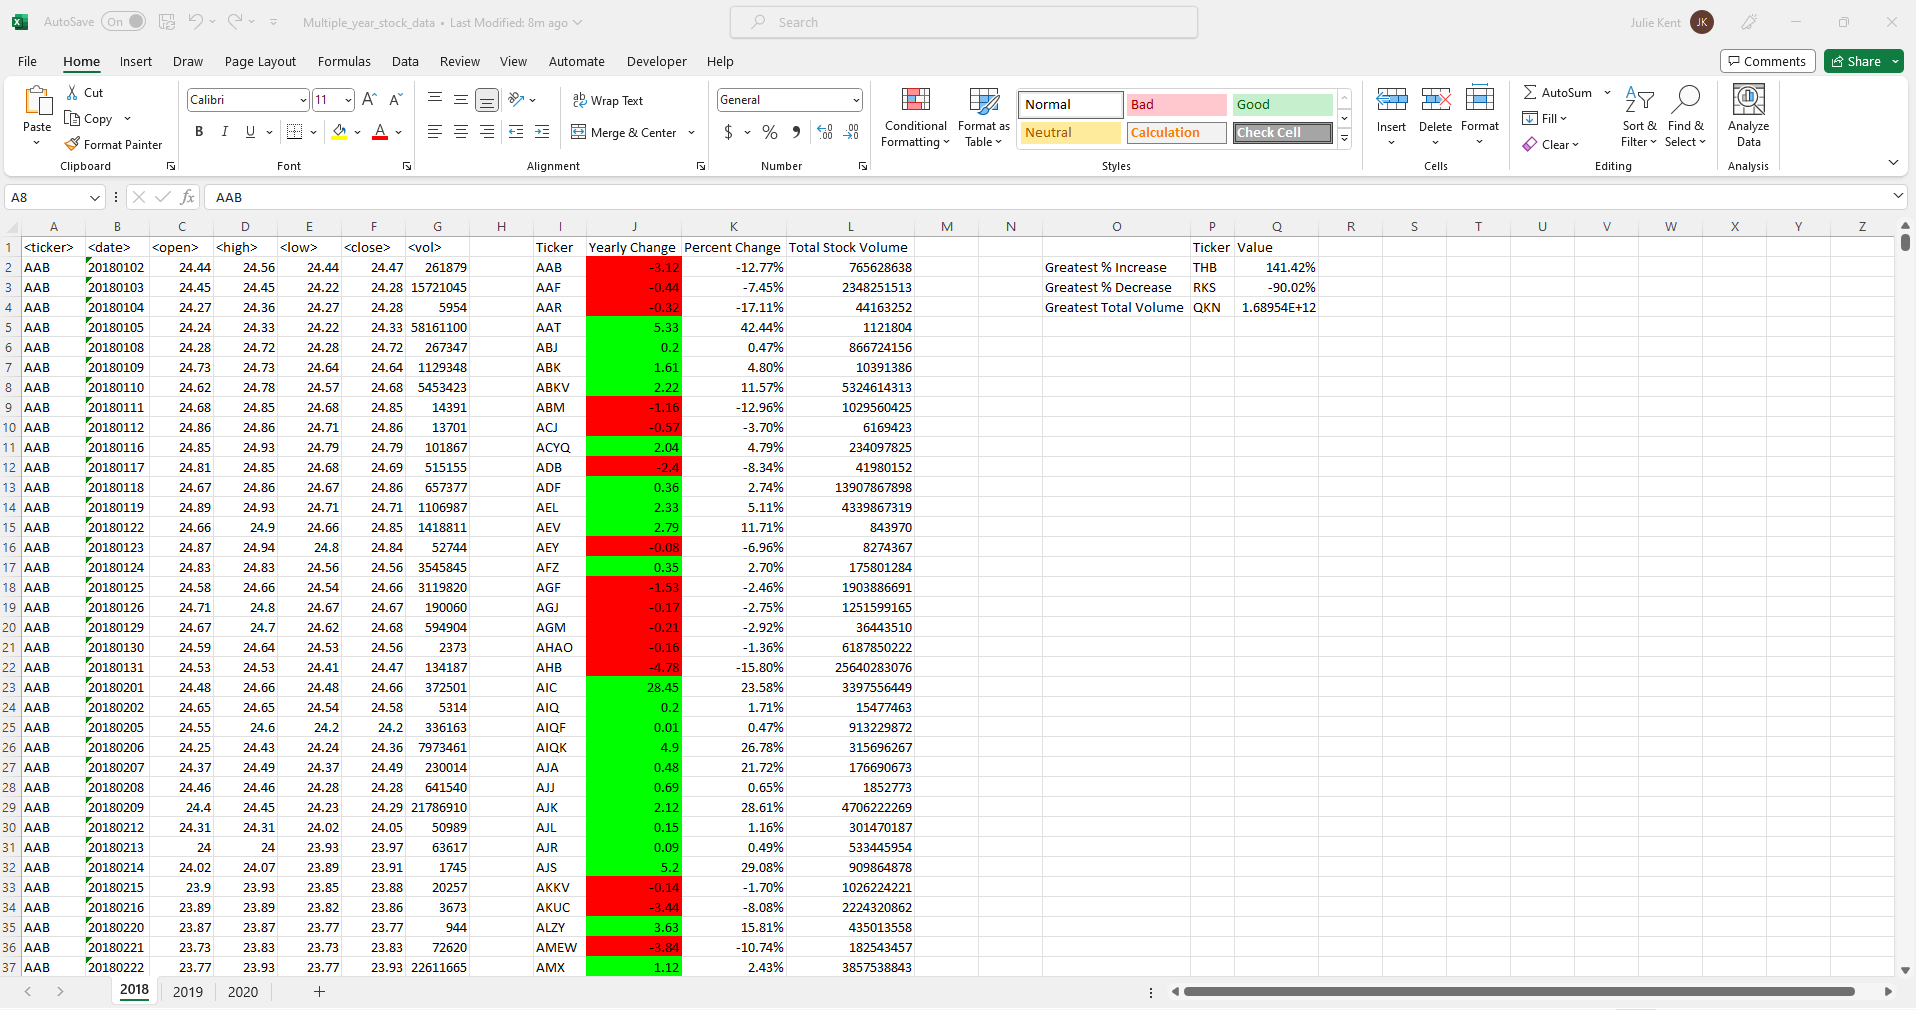 AutoSave On Multiple_year_stock_data • Last Modified: 8m ago Search Julie Kent JK
File Home Insert Draw Page Layout Formulas Data Review View Automate Developer Help Comments Share
Paste Cut Copy Format Painter Clipboard
Calibri 11 A A B I U A Font
ab Wrap Text Merge & Center Alignment
General $ % , Number
Conditional Formatting Format as Table Normal Bad Good Neutral Calculation Check Cell Styles
Insert Delete Format Cells
AutoSum Fill Clear Sort & Filter Find & Select Editing
Analyze Data Analysis
A8 fx AAB
A B C D E F G H I J K L M N O P Q R S T U V W X Y Z
1 <ticker> <date> <open> <high> <low> <close> <vol> Ticker Yearly Change Percent Change Total Stock Volume Ticker Value
2 AAB 20180102 24.44 24.56 24.44 24.47 261879 AAB -3.12 -12.77% 765628638 Greatest % Increase THB 141.42%
3 AAB 20180103 24.45 24.45 24.22 24.28 15721045 AAF -0.44 -7.45% 2348251513 Greatest % Decrease RKS -90.02%
4 AAB 20180104 24.27 24.36 24.27 24.28 5954 AAR -0.32 -17.11% 44163252 Greatest Total Volume QKN 1.68954E+12
5 AAB 20180105 24.24 24.33 24.22 24.33 58161100 AAT 5.33 42.44% 1121804
6 AAB 20180108 24.28 24.72 24.28 24.72 267347 ABJ 0.2 0.47% 866724156
7 AAB 20180109 24.73 24.73 24.64 24.64 1129348 ABK 1.61 4.80% 10391386
8 AAB 20180110 24.62 24.78 24.57 24.68 5453423 ABKV 2.22 11.57% 5324614313
9 AAB 20180111 24.68 24.85 24.68 24.85 14391 ABM -1.16 -12.96% 1029560425
10 AAB 20180112 24.86 24.86 24.71 24.86 13701 ACJ -0.57 -3.70% 6169423
11 AAB 20180116 24.85 24.93 24.79 24.79 101867 ACYQ 2.04 4.79% 234097825
12 AAB 20180117 24.81 24.85 24.68 24.69 515155 ADB -2.4 -8.34% 41980152
13 AAB 20180118 24.67 24.86 24.67 24.86 657377 ADF 0.36 2.74% 13907867898
14 AAB 20180119 24.89 24.93 24.71 24.71 1106987 AEL 2.33 5.11% 4339867319
15 AAB 20180122 24.66 24.9 24.66 24.85 1418811 AEV 2.79 11.71% 843970
16 AAB 20180123 24.87 24.94 24.8 24.84 52744 AEY -0.08 -6.96% 8274367
17 AAB 20180124 24.83 24.83 24.56 24.56 3545845 AFZ 0.35 2.70% 175801284
18 AAB 20180125 24.58 24.66 24.54 24.66 3119820 AGF -1.53 -2.46% 1903886691
19 AAB 20180126 24.71 24.8 24.67 24.67 190060 AGJ -0.17 -2.75% 1251599165
20 AAB 20180129 24.67 24.7 24.62 24.68 594904 AGM -0.21 -2.92% 36443510
21 AAB 20180130 24.59 24.64 24.53 24.56 2373 AHAO -0.16 -1.36% 6187850222
22 AAB 20180131 24.53 24.53 24.41 24.47 134187 AHB -4.78 -15.80% 25640283076
23 AAB 20180201 24.48 24.66 24.48 24.66 372501 AIC 28.45 23.58% 3397556449
24 AAB 20180202 24.65 24.65 24.54 24.58 5314 AIQ 0.2 1.71% 15477463
25 AAB 20180205 24.55 24.6 24.2 24.2 336163 AIQF 0.01 0.47% 913229872
26 AAB 20180206 24.25 24.43 24.24 24.36 7973461 AIQK 4.9 26.78% 315696267
27 AAB 20180207 24.37 24.49 24.37 24.49 230014 AJA 0.48 21.72% 176690673
28 AAB 20180208 24.46 24.46 24.28 24.28 641540 AJJ 0.69 0.65% 1852773
29 AAB 20180209 24.4 24.45 24.23 24.29 21786910 AJK 2.12 28.61% 4706222269
30 AAB 20180212 24.31 24.31 24.02 24.05 50989 AJL 0.15 1.16% 301470187
31 AAB 20180213 24 24 23.93 23.97 63617 AJR 0.09 0.49% 533445954
32 AAB 20180214 24.02 24.07 23.89 23.91 1745 AJS 5.2 29.08% 909864878
33 AAB 20180215 23.9 23.93 23.85 23.88 20257 AKKV -0.14 -1.70% 1026224221
34 AAB 20180216 23.89 23.89 23.82 23.86 3673 AKUC -3.44 -8.08% 2224320862
35 AAB 20180220 23.87 23.87 23.77 23.77 944 ALZY 3.63 15.81% 435013558
36 AAB 20180221 23.73 23.83 23.73 23.83 72620 AMEW -3.84 -10.74% 182543457
37 AAB 20180222 23.77 23.93 23.77 23.93 22611665 AMX 1.12 2.43% 3857538843
2018 2019 2020